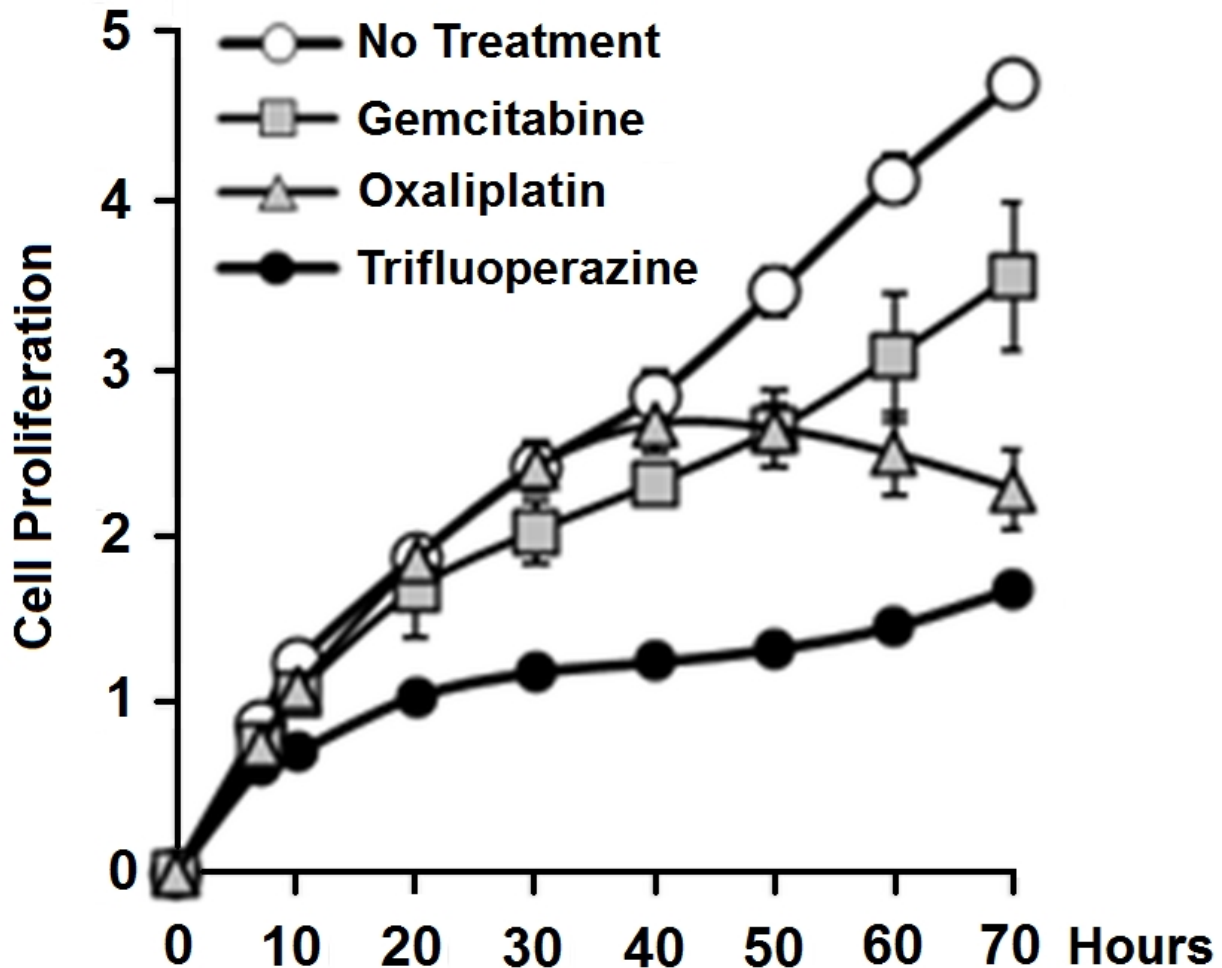 5
4
3
2
1
0
Cell Proliferation
No Treatment
Gemcitabine
Oxaliplatin
Trifluoperazine
0 10 20 30 40 50 60 70 Hours